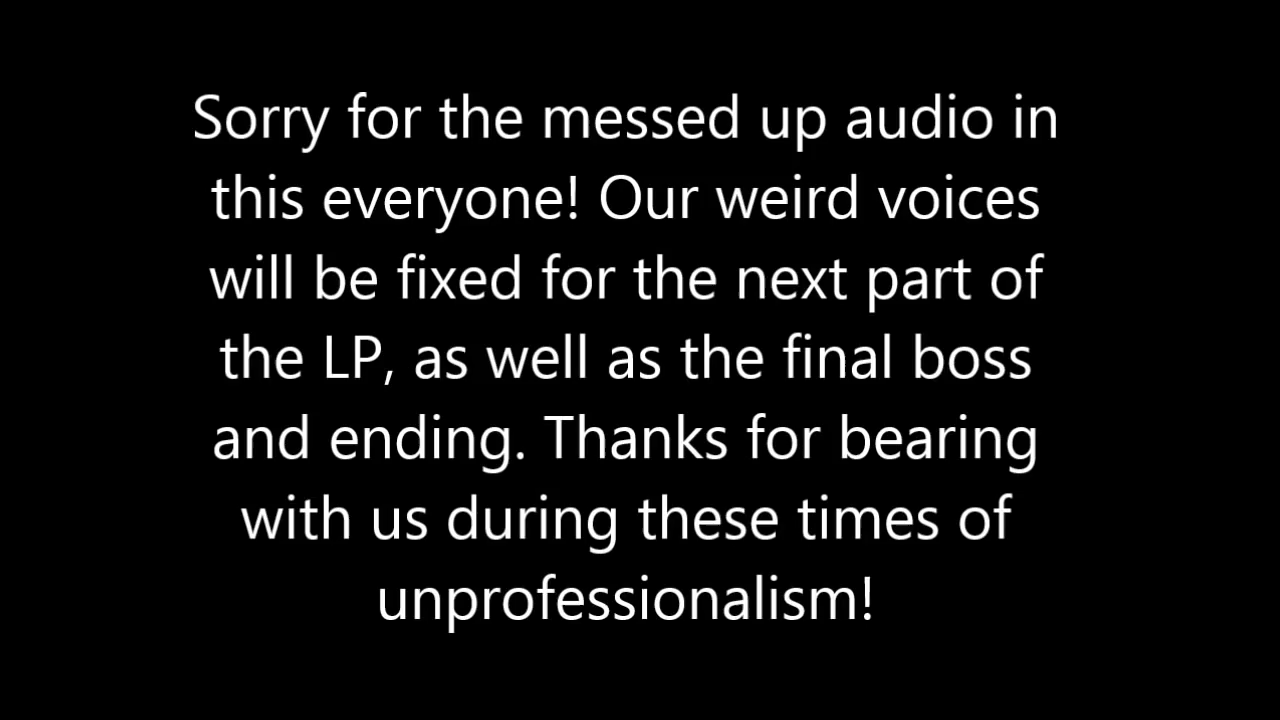 Sorry for the messed up audio in
this everyone! Our weird voices
will be fixed for the next part of
the LP, as well as the final boss
and ending. Thanks for bearing
with us during these times of
unprofessionalism!